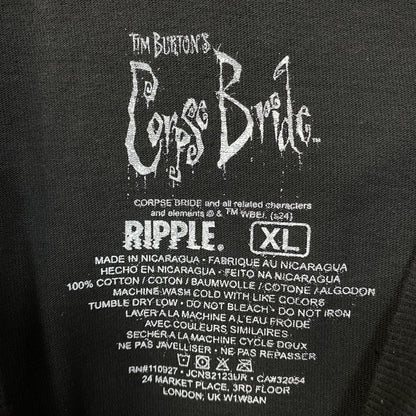 TIM BURTON'S
Corpse Bride™
CORPSE BRIDE and all related characters
and elements © & ™ WBEI. (s24)
RIPPLE. XL
MADE IN NICARAGUA - FABRIQUE AU NICARAGUA
HECHO EN NICARAGUA - FEITO NA NICARAGUA
100% COTTON / COTON / BAUMWOLLE / COTONE / ALGODON
MACHINE WASH COLD WITH LIKE COLORS
TUMBLE DRY LOW - DO NOT BLEACH - DO NOT IRON
LAVER A LA MACHINE A L'EAU FROIDE
AVEC COULEURS SIMILAIRES
SECHER A LA MACHINE CYCLE DOUX
NE PAS JAVELLISER - NE PAS REPASSER
RN#110927 - JCNS2123UR - CA#32054
24 MARKET PLACE, 3RD FLOOR
LONDON, UK W1W8AN